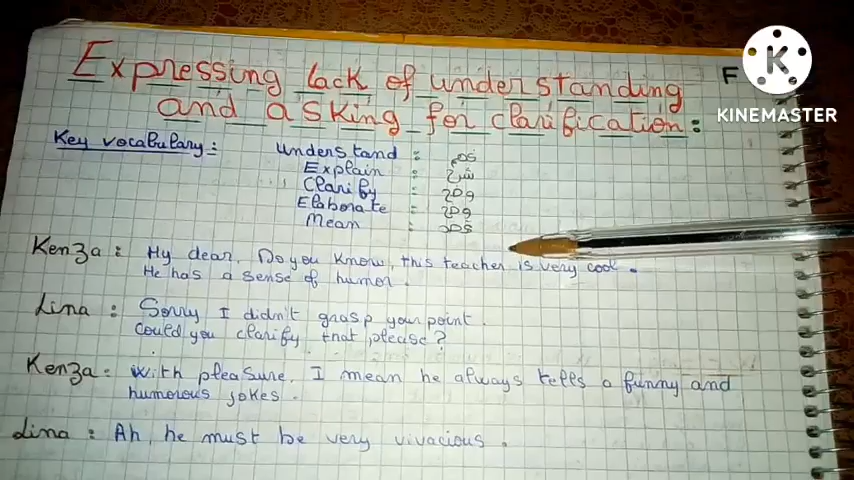 Expressing lack of understanding
F
and asking for clarification:
K
KINEMASTER
Key vocabulary:
Understand : فهم
Explain : شرح
Clarify : وضح
Elaborate : وضح
Mean : قصد
Kenza: Hy dear, Do you know, this teacher is very cool.
He has a sense of humor.
Lina : Sorry I didn't grasp your point.
Could you clarify that please?
Kenza: with pleasure. I mean he always tells a funny and
humorous jokes.
Lina : Ah, he must be very vivacious.